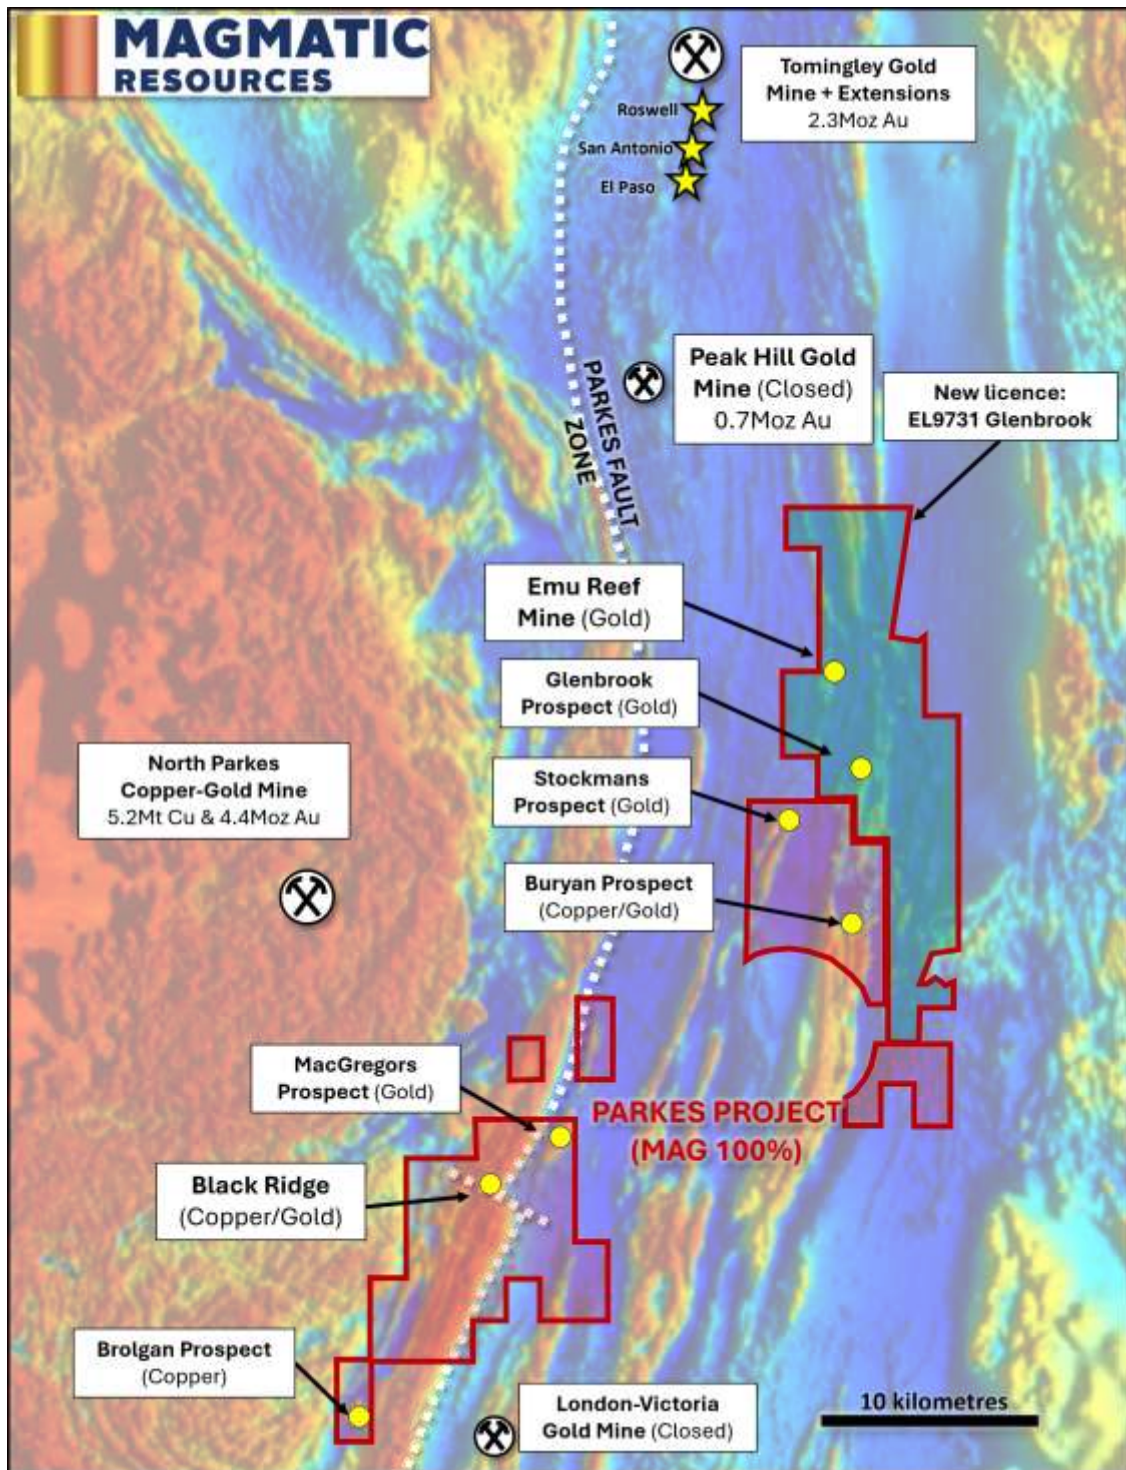 MAGMATIC
RESOURCES
Tomingley Gold
Mine + Extensions
2.3Moz Au
Roswell
San Antonio
El Paso
Peak Hill Gold
Mine (Closed)
0.7Moz Au
New licence:
EL9731 Glenbrook
PARKES FAULT
ZONE
Emu Reef
Mine (Gold)
Glenbrook
Prospect (Gold)
North Parkes
Copper-Gold Mine
5.2Mt Cu & 4.4Moz Au
Stockmans
Prospect (Gold)
Buryan Prospect
(Copper/Gold)
MacGregors
Prospect (Gold)
PARKES PROJECT
(MAG 100%)
Black Ridge
(Copper/Gold)
Brolgan Prospect
(Copper)
London-Victoria
Gold Mine (Closed)
10 kilometres